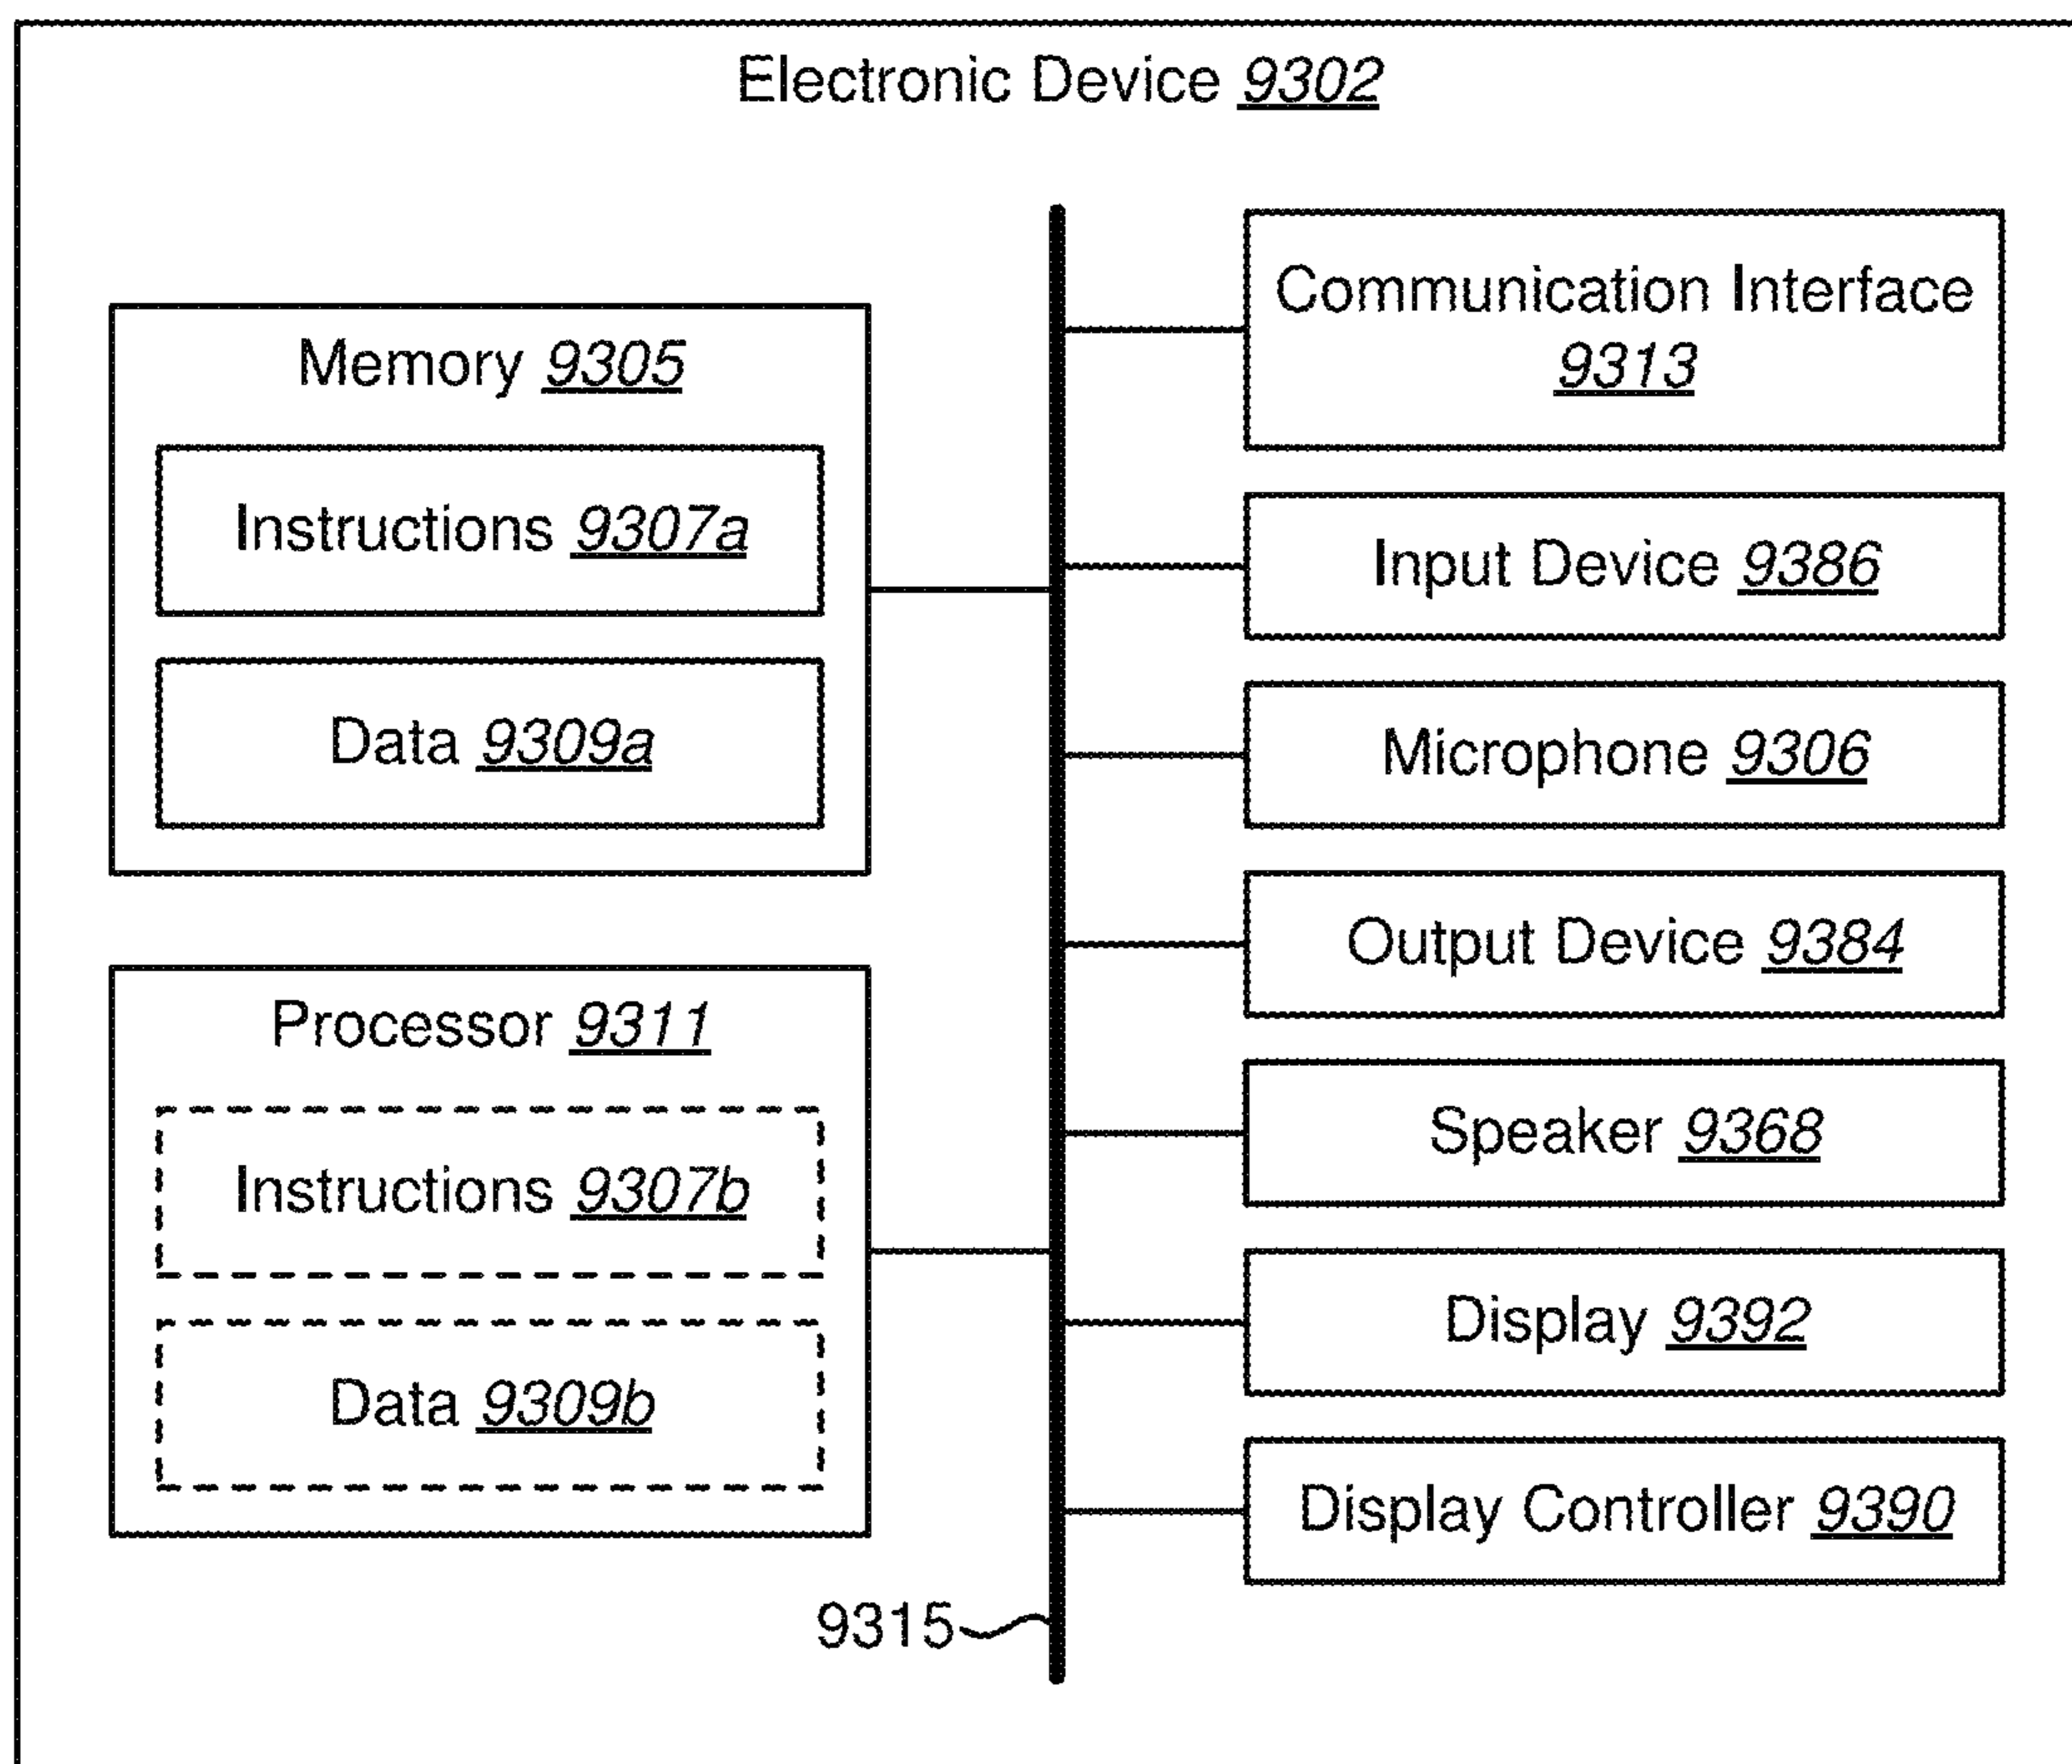 Electronic Device 9302
Memory 9305
Instructions 9307a
Data 9309a
Processor 9311
Instructions 9307b
Data 9309b
9315
Communication Interface
9313
Input Device 9386
Microphone 9306
Output Device 9384
Speaker 9368
Display 9392
Display Controller 9390